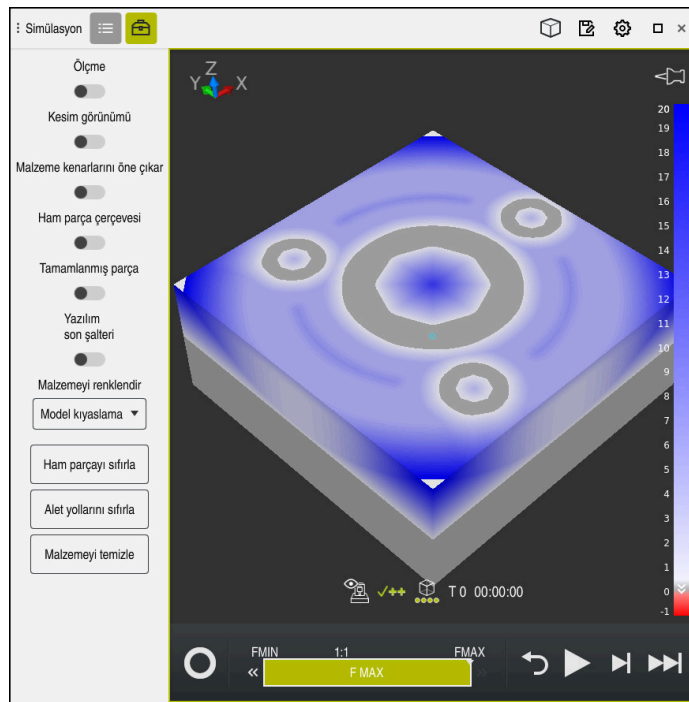 Simülasyon
Ölçme
Kesim görünümü
Malzeme kenarlarını öne çıkar
Ham parça çerçevesi
Tamamlanmış parça
Yazılım
son şalteri
Malzemeyi renklendir
Model kıyaslama
Ham parçayı sıfırla
Alet yollarını sıfırla
Malzemeyi temizle
Z
Y X
20
19
18
17
16
15
14
13
12
11
10
9
8
7
6
5
4
3
2
1
0
-1
T 0 00:00:00
FMIN 1:1 FMAX
F MAX